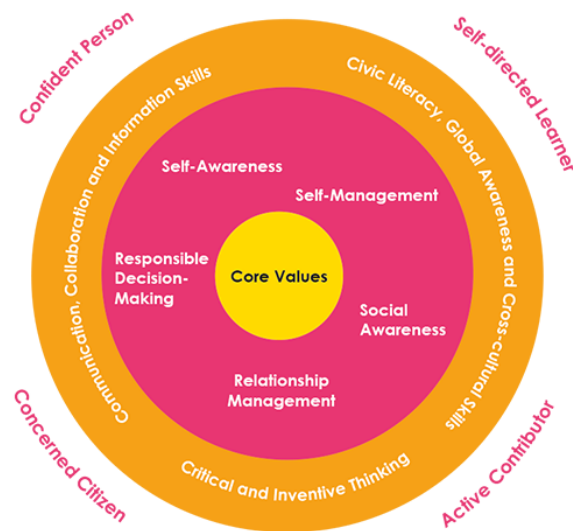 Confident Person
Self-directed Learner
Communication, Collaboration and Information Skills
Civic Literacy, Global Awareness and Cross-cultural Skills
Self-Awareness
Self-Management
Responsible
Decision-
Making
Core Values
Social
Awareness
Relationship
Management
Critical and Inventive Thinking
Concerned Citizen
Active Contributor